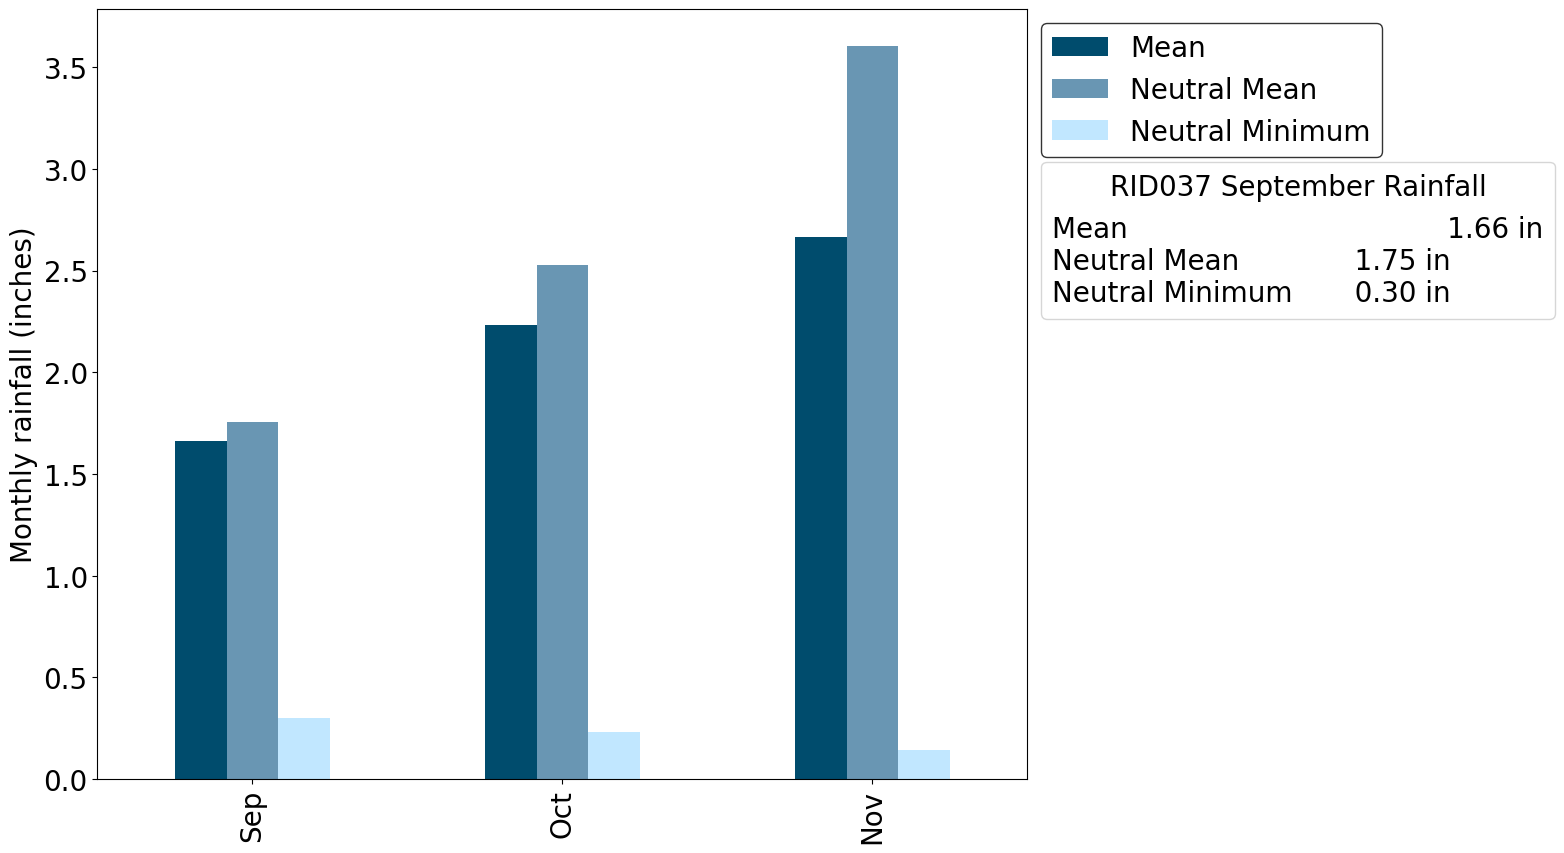 Monthly rainfall (inches)
3.5
3.0
2.5
2.0
1.5
1.0
0.5
0.0
Sep
Oct
Nov
Mean
Neutral Mean
Neutral Minimum
RID037 September Rainfall
Mean 1.66 in
Neutral Mean 1.75 in
Neutral Minimum 0.30 in